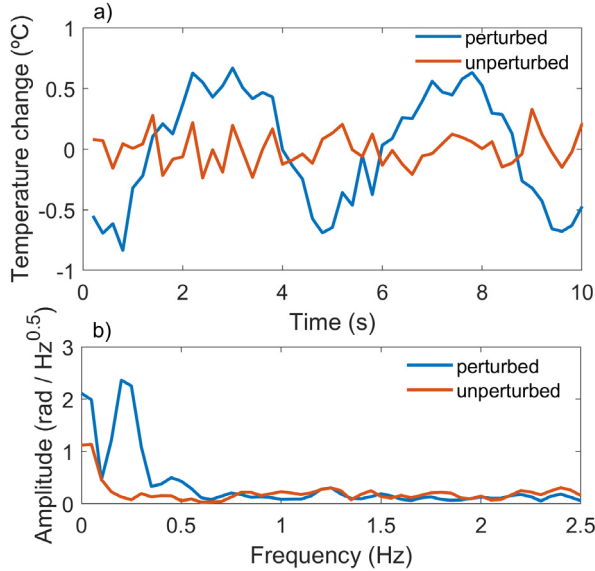 a)
perturbed
unperturbed
1
0.5
0
-0.5
-1
Temperature change (ºC)
0 2 4 6 8 10
Time (s)
b)
perturbed
unperturbed
3
2
1
0
Amplitude (rad / Hz^0.5)
0 0.5 1 1.5 2 2.5
Frequency (Hz)